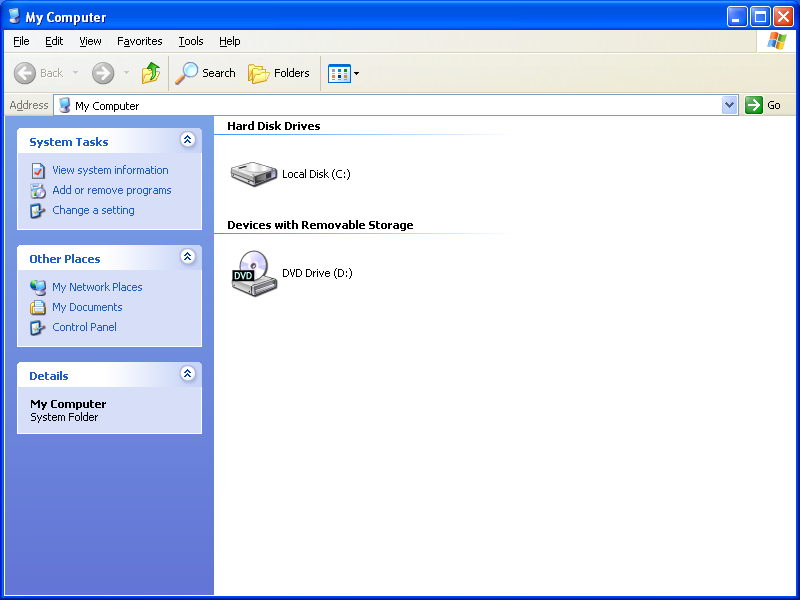 My Computer
File Edit View Favorites Tools Help
Back Search Folders
Address My Computer Go
System Tasks
View system information
Add or remove programs
Change a setting
Other Places
My Network Places
My Documents
Control Panel
Details
My Computer
System Folder
Hard Disk Drives
Local Disk (C:)
Devices with Removable Storage
DVD
DVD Drive (D:)